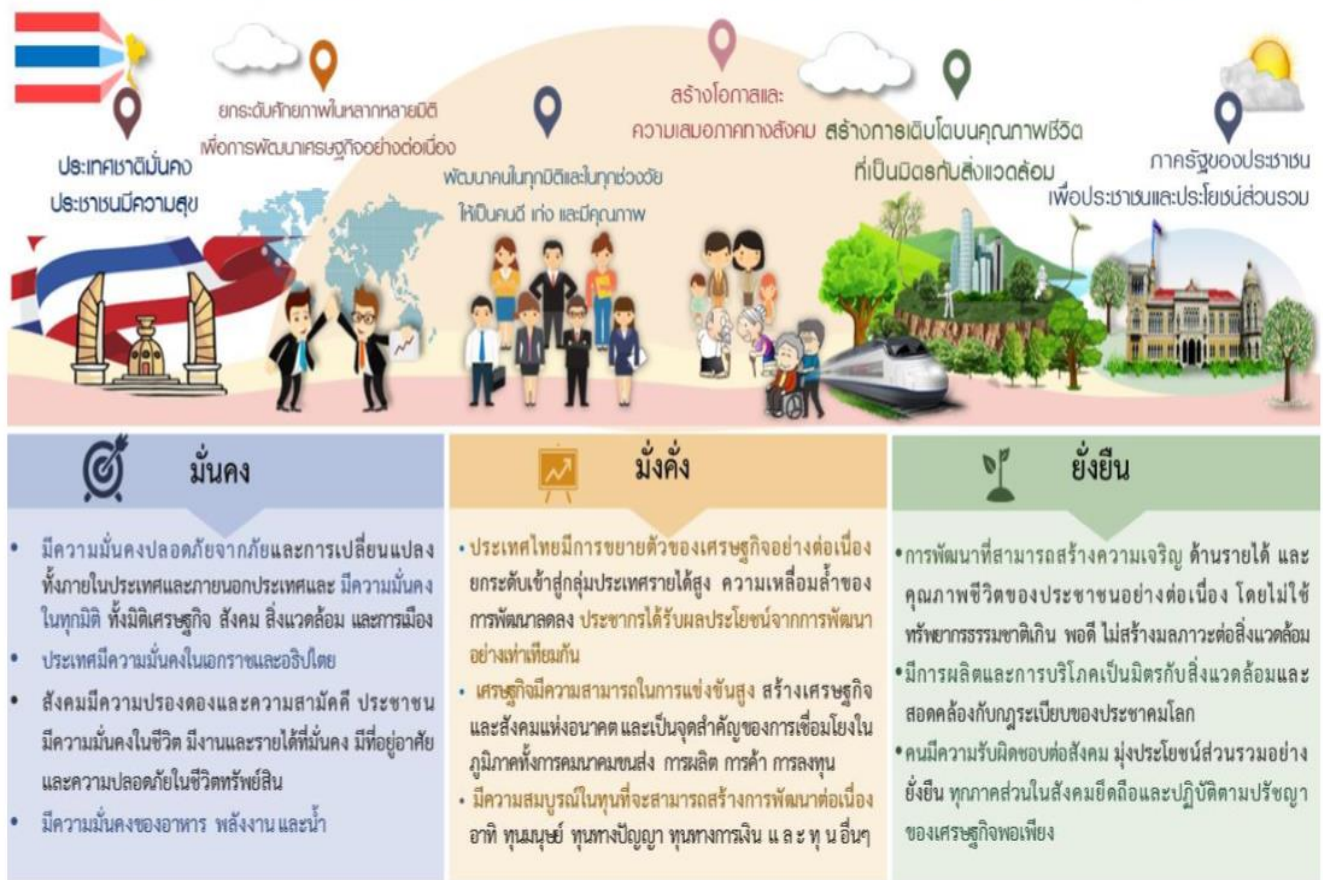 ประเทศชาติมั่นคง
ประชาชนมีความสุข
ยกระดับศักยภาพในหลากหลายมิติ
เพื่อการพัฒนาเศรษฐกิจอย่างต่อเนื่อง
พัฒนาคนในทุกมิติและในทุกช่วงวัย
ให้เป็นคนดี เก่ง และมีคุณภาพ
สร้างโอกาสและ
ความเสมอภาคทางสังคม
สร้างการเติบโตบนคุณภาพชีวิต
ที่เป็นมิตรกับสิ่งแวดล้อม
ภาครัฐของประชาชน
เพื่อประชาชนและประโยชน์ส่วนรวม
มั่นคง
• มีความมั่นคงปลอดภัยจากภัยและการเปลี่ยนแปลง
ทั้งภายในประเทศและภายนอกประเทศและ มีความมั่นคง
ในทุกมิติ ทั้งมิติเศรษฐกิจ สังคม สิ่งแวดล้อม และการเมือง
• ประเทศมีความมั่นคงในเอกราชและอธิปไตย
• สังคมมีความปรองดองและความสามัคคี ประชาชน
มีความมั่นคงในชีวิต มีงานและรายได้ที่มั่นคง มีที่อยู่อาศัย
และความปลอดภัยในชีวิตทรัพย์สิน
• มีความมั่นคงของอาหาร พลังงาน และน้ำ
มั่งคั่ง
• ประเทศไทยมีการขยายตัวของเศรษฐกิจอย่างต่อเนื่อง
ยกระดับเข้าสู่กลุ่มประเทศรายได้สูง ความเหลื่อมล้ำของ
การพัฒนาลดลง ประชากรได้รับผลประโยชน์จากการพัฒนา
อย่างเท่าเทียมกัน
• เศรษฐกิจมีความสามารถในการแข่งขันสูง สร้างเศรษฐกิจ
และสังคมแห่งอนาคต และเป็นจุดสำคัญของการเชื่อมโยงใน
ภูมิภาคทั้งการคมนาคมขนส่ง การผลิต การค้า การลงทุน
• มีความสมบูรณ์ในทุนที่จะสามารถสร้างการพัฒนาต่อเนื่อง
อาทิ ทุนมนุษย์ ทุนทางปัญญา ทุนทางการเงิน และทุนอื่นๆ
ยั่งยืน
• การพัฒนาที่สามารถสร้างความเจริญ ด้านรายได้ และ
คุณภาพชีวิตของประชาชนอย่างต่อเนื่อง โดยไม่ใช้
ทรัพยากรธรรมชาติเกิน พอดี ไม่สร้างมลภาวะต่อสิ่งแวดล้อม
• มีการผลิตและการบริโภคเป็นมิตรกับสิ่งแวดล้อมและ
สอดคล้องกับกฎระเบียบของประชาคมโลก
• คนมีความรับผิดชอบต่อสังคม มุ่งประโยชน์ส่วนรวมอย่าง
ยั่งยืน ทุกภาคส่วนในสังคมยึดถือและปฏิบัติตามปรัชญา
ของเศรษฐกิจพอเพียง